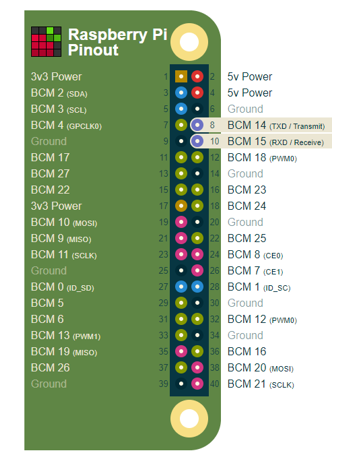 Raspberry Pi
Pinout
3v3 Power 1 2 5v Power
BCM 2 (SDA) 3 4 5v Power
BCM 3 (SCL) 5 6 Ground
BCM 4 (GPCLK0) 7 8 BCM 14 (TXD / Transmit)
Ground 9 10 BCM 15 (RXD / Receive)
BCM 17 11 12 BCM 18 (PWM0)
BCM 27 13 14 Ground
BCM 22 15 16 BCM 23
3v3 Power 17 18 BCM 24
BCM 10 (MOSI) 19 20 Ground
BCM 9 (MISO) 21 22 BCM 25
BCM 11 (SCLK) 23 24 BCM 8 (CE0)
Ground 25 26 BCM 7 (CE1)
BCM 0 (ID_SD) 27 28 BCM 1 (ID_SC)
BCM 5 29 30 Ground
BCM 6 31 32 BCM 12 (PWM0)
BCM 13 (PWM1) 33 34 Ground
BCM 19 (MISO) 35 36 BCM 16
BCM 26 37 38 BCM 20 (MOSI)
Ground 39 40 BCM 21 (SCLK)